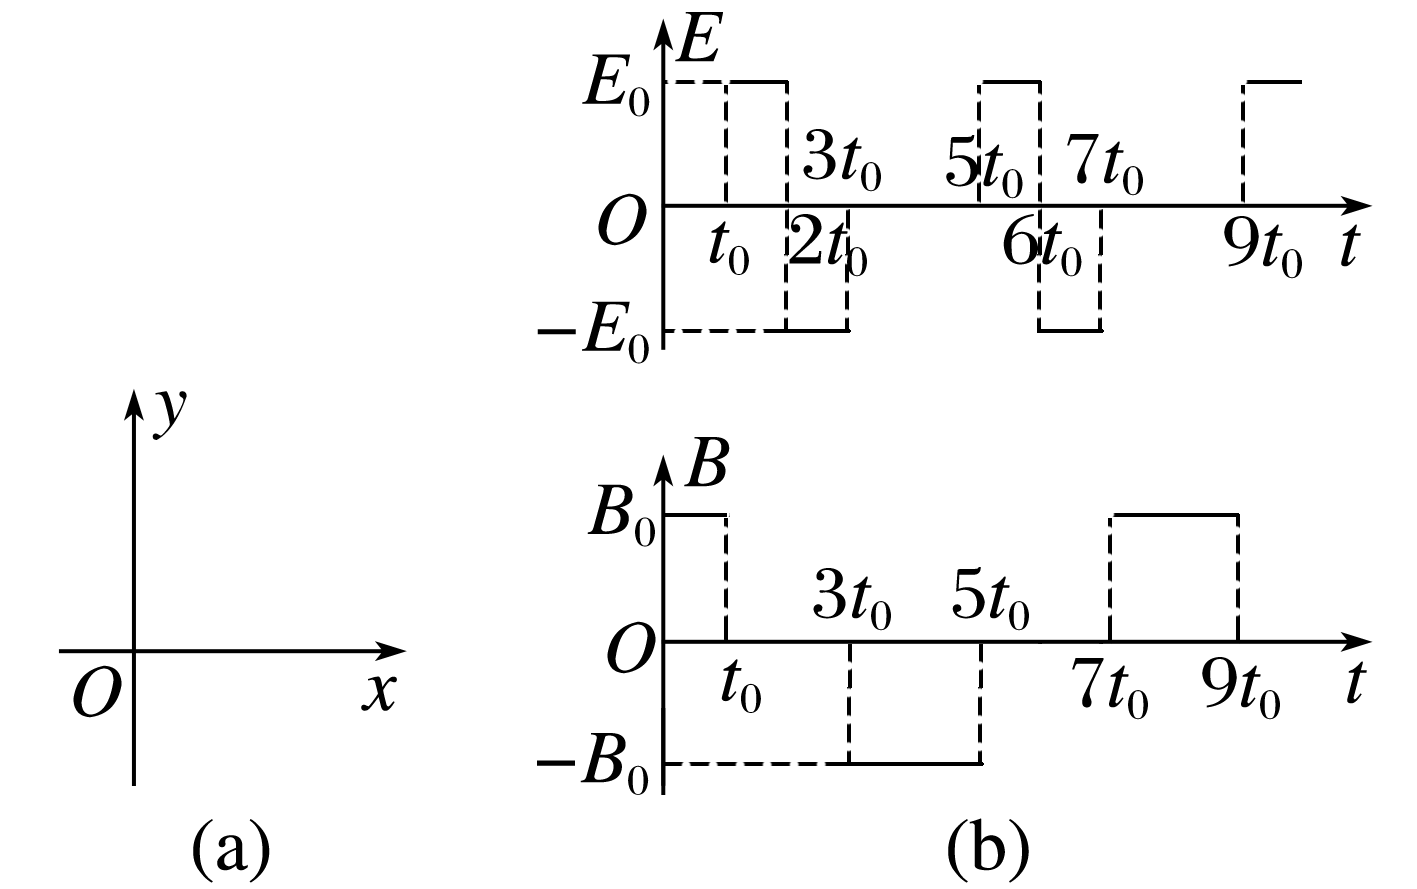 E
E₀
3t₀ 5t₀ 7t₀
O
t₀ 2t₀ 6t₀ 9t₀ t
−E₀
y
O x
B
B₀
3t₀ 5t₀
O
t₀ 7t₀ 9t₀ t
−B₀
(a) (b)